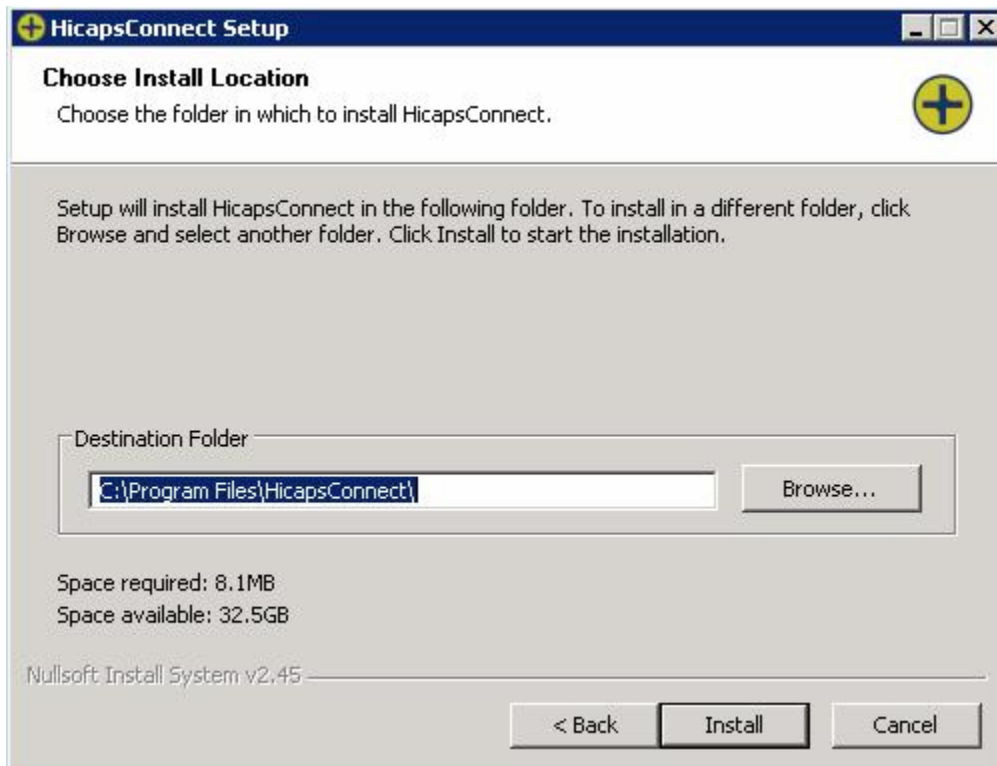 HicapsConnect Setup
Choose Install Location
Choose the folder in which to install HicapsConnect.
Setup will install HicapsConnect in the following folder. To install in a different folder, click
Browse and select another folder. Click Install to start the installation.
Destination Folder
C:\Program Files\HicapsConnect\
Browse...
Space required: 8.1MB
Space available: 32.5GB
Nullsoft Install System v2.45
< Back
Install
Cancel